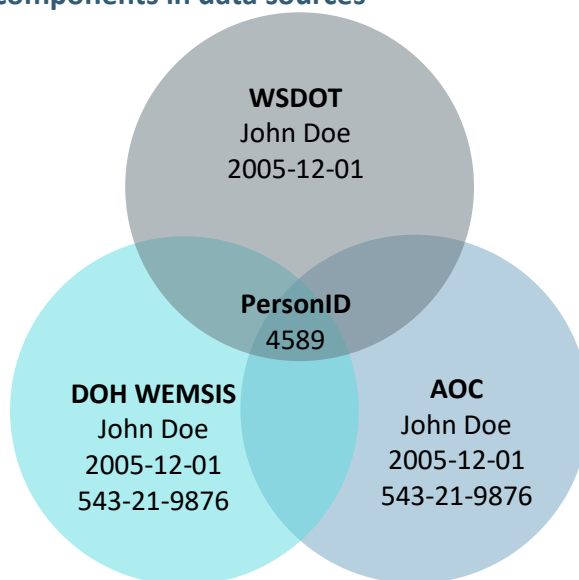 components in data sources
WSDOT
John Doe
2005-12-01
PersonID
4589
DOH WEMSIS
John Doe
2005-12-01
543-21-9876
AOC
John Doe
2005-12-01
543-21-9876